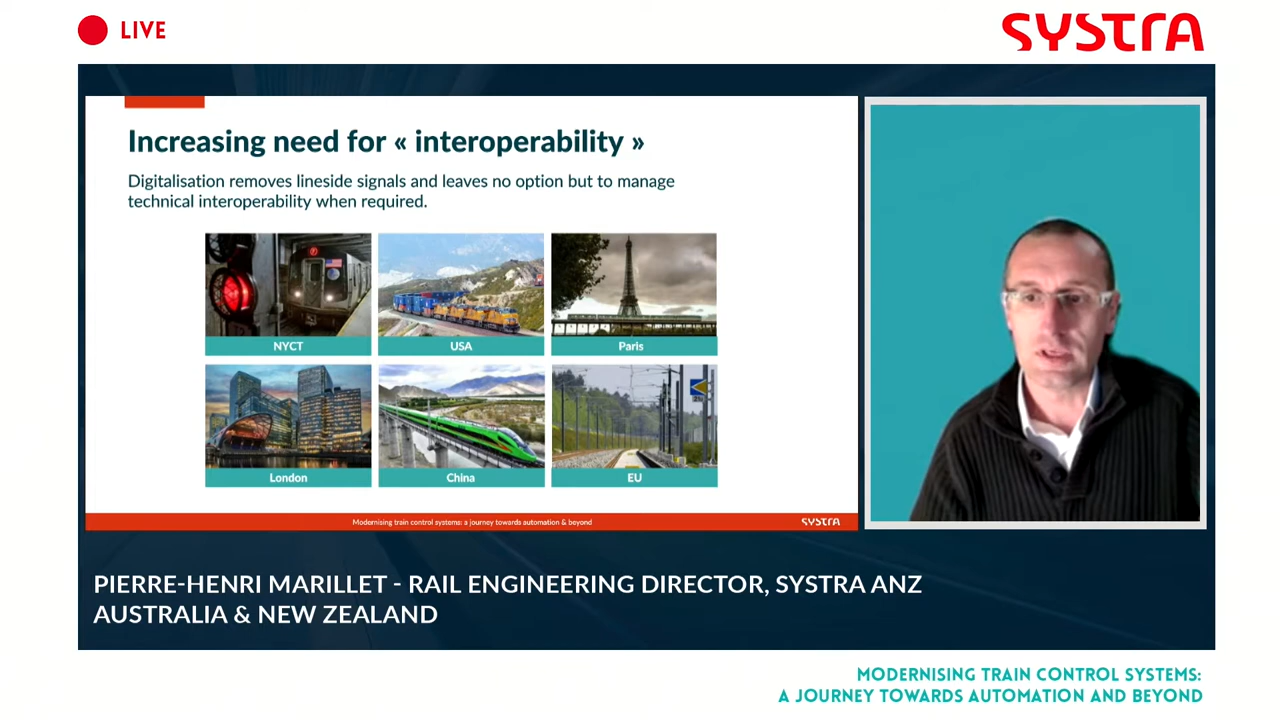 LIVE
SYSTRA
Increasing need for « interoperability »
Digitalisation removes lineside signals and leaves no option but to manage
technical interoperability when required.
7
NYCT
USA
Paris
London
China
EU
Modernising train control systems: a journey towards automation & beyond
SYSTRA
PIERRE-HENRI MARILLET - RAIL ENGINEERING DIRECTOR, SYSTRA ANZ
AUSTRALIA & NEW ZEALAND
MODERNISING TRAIN CONTROL SYSTEMS:
A JOURNEY TOWARDS AUTOMATION AND BEYOND